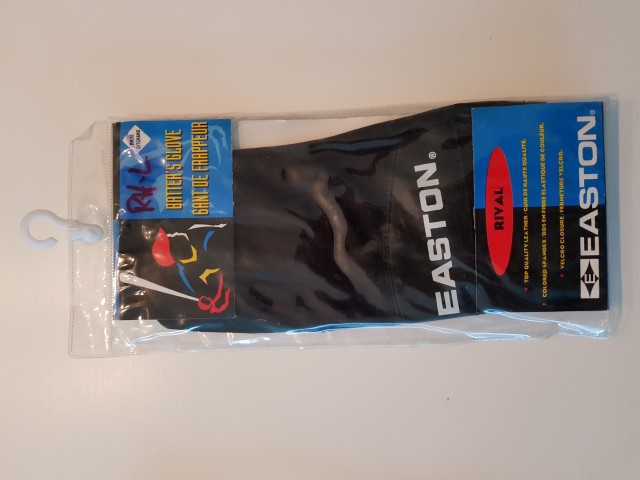 RH-L
BATTER'S GLOVE
GANT DE FRAPPEUR
EASTON®
RIVAL
• TOP QUALITY LEATHER • CUIR DE HAUTE QUALITE.
• COLORED SPANDEX • DOS EN FIBRE ELASTIQUE DE COULEUR.
• VELCRO CLOSURE • FERMETURE VELCRO.
EASTON®